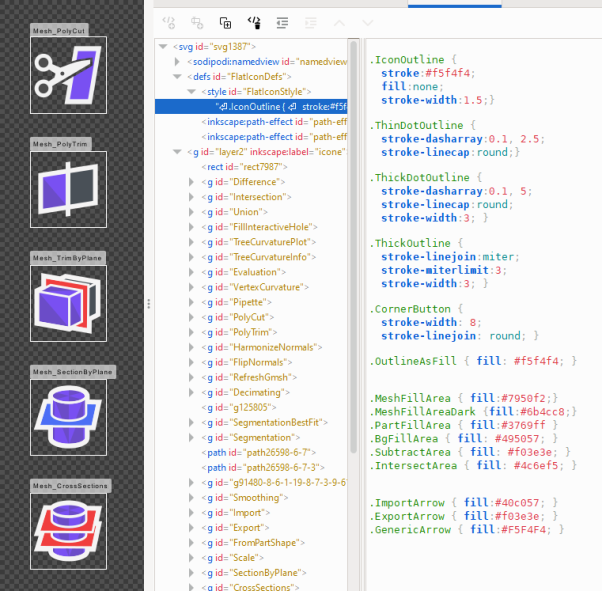 Mesh_PolyCut
Mesh_PolyTrim
Mesh_TrimByPlane
Mesh_SectionByPlane
Mesh_CrossSections
<svg id="svg1387">
<sodipodi:namedview id="namedview
<defs id="FlatIconDefs">
<style id="FlatIconStlyle">
"⏎.IconOutline { ⏎ stroke:#f5f
<inkscape:path-effect id="path-eff
<inkscape:path-effect id="path-eff
<g id="layer2" inkscape:label="icone"
<rect id="rect7987">
<g id="Difference">
<g id="Intersection">
<g id="Union">
<g id="FillInteractiveHole">
<g id="TreeCurvaturePlot">
<g id="TreeCurvatureInfo">
<g id="Evaluation">
<g id="VertexCurvature">
<g id="Pipette">
<g id="PolyCut">
<g id="PolyTrim">
<g id="HarmonizeNormals">
<g id="FlipNormals">
<g id="RefreshGmsh">
<g id="Decimating">
<g id="g125805">
<g id="SegmentationBestFit">
<g id="Segmentation">
<path id="path26598-6-7">
<path id="path26598-6-7-3">
<g id="g91480-8-6-1-19-8-7-3-9-6
<g id="Smoothing">
<g id="Import">
<g id="Export">
<g id="FromPartShape">
<g id="Scale">
<g id="SectionByPlane">
<g id="CrossSections">
.IconOutline {
stroke:#f5f4f4;
fill:none;
stroke-width:1.5;}
.ThinDotOutline {
stroke-dasharray:0.1, 2.5;
stroke-linecap:round;}
.ThickDotOutline {
stroke-dasharray:0.1, 5;
stroke-linecap:round;
stroke-width:3; }
.ThickOutline {
stroke-linejoin:miter;
stroke-miterlimit:3;
stroke-width:3; }
.CornerButton {
stroke-width: 8;
stroke-linejoin: round; }
.OutlineAsFill { fill: #f5f4f4; }
.MeshFillArea { fill:#7950f2;}
.MeshFillAreaDark {fill:#6b4cc8;}
.PartFillArea { fill:#3769ff }
.BgFillArea { fill: #495057; }
.SubtractArea { fill: #f03e3e; }
.IntersectArea { fill: #4c6ef5; }
.ImportArrow { fill:#40c057; }
.ExportArrow { fill:#f03e3e; }
.GenericArrow { fill:#F5F4F4; }